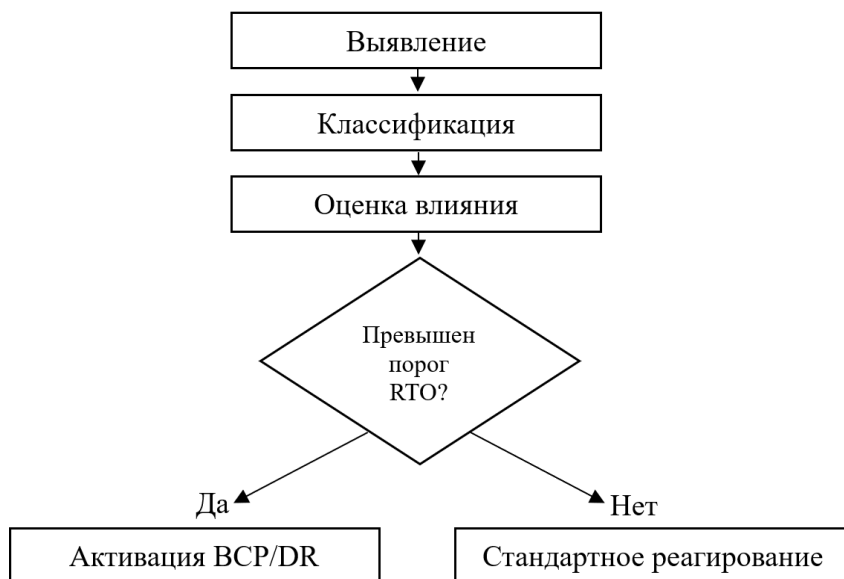 Выявление
Классификация
Оценка влияния
Превышен
порог
RTO?
Да
Нет
Активация BCP/DR
Стандартное реагирование